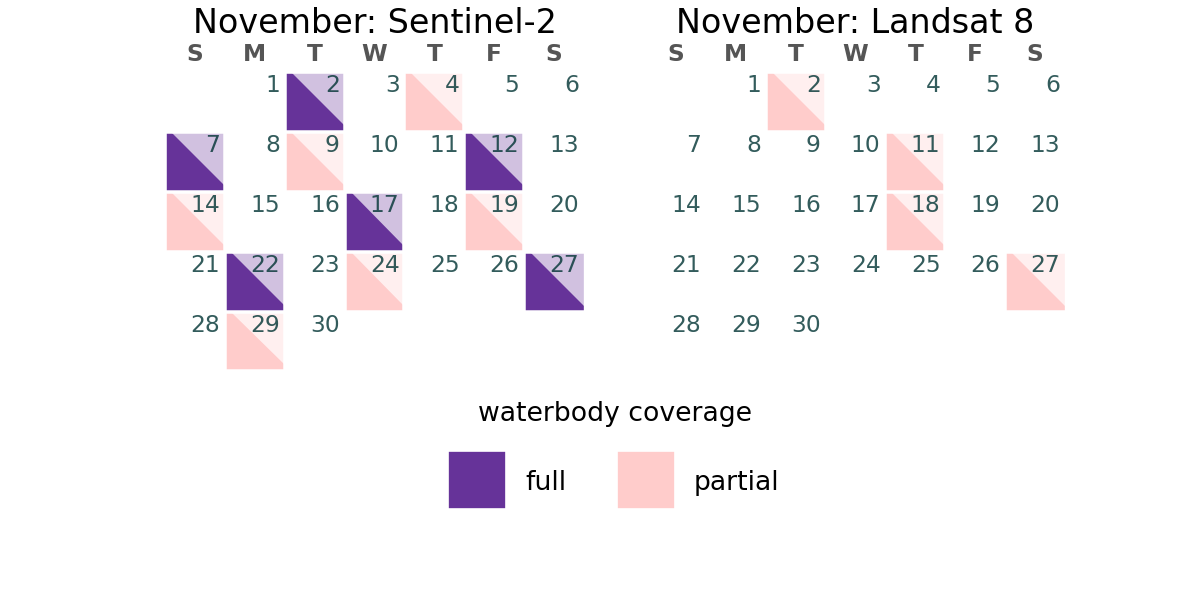 November: Sentinel-2
S M T W T F S
1 2 3 4 5 6
7 8 9 10 11 12 13
14 15 16 17 18 19 20
21 22 23 24 25 26 27
28 29 30
November: Landsat 8
S M T W T F S
1 2 3 4 5 6
7 8 9 10 11 12 13
14 15 16 17 18 19 20
21 22 23 24 25 26 27
28 29 30
waterbody coverage
full
partial